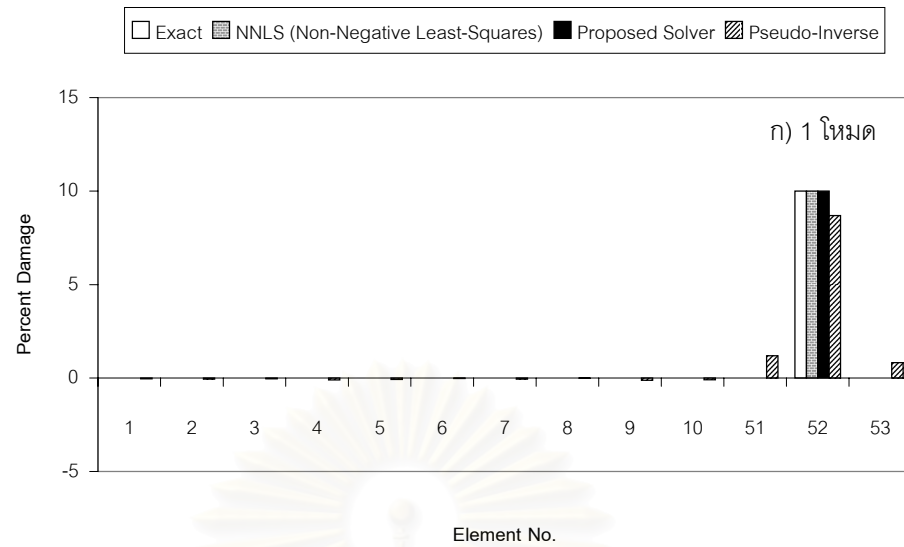 Exact NNLS (Non-Negative Least-Squares) Proposed Solver Pseudo-Inverse
15
ก) 1 โหมด
10
5
0
-5
Percent Damage
1 2 3 4 5 6 7 8 9 10 51 52 53
Element No.